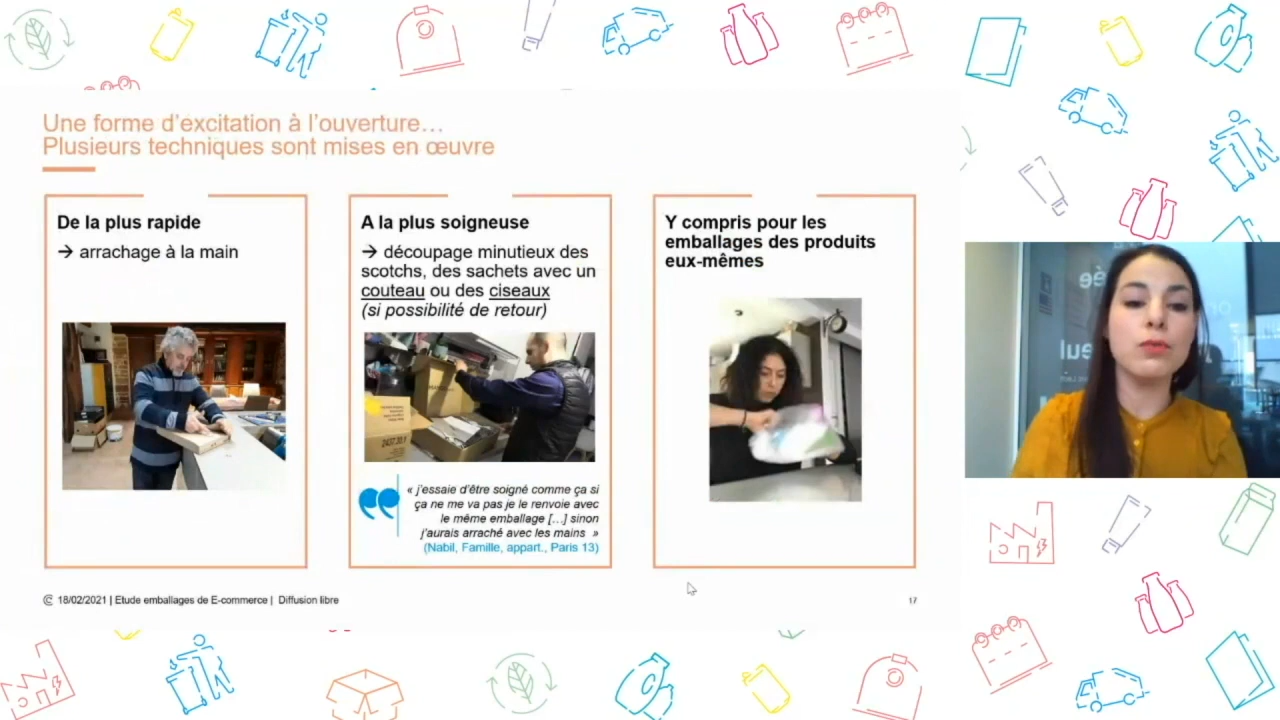 Une forme d'excitation à l'ouverture…
Plusieurs techniques sont mises en œuvre
De la plus rapide
→ arrachage à la main
A la plus soigneuse
→ découpage minutieux des
scotchs, des sachets avec un
couteau ou des ciseaux
(si possibilité de retour)
« j'essaie d'être soigné comme ça si
ça ne me va pas je le renvoie avec
le même emballage […] sinon
j'aurais arraché avec les mains »
(Nabil, Famille, appart., Paris 13)
Y compris pour les
emballages des produits
eux-mêmes
18/02/2021 | Etude emballages de E-commerce | Diffusion libre
17